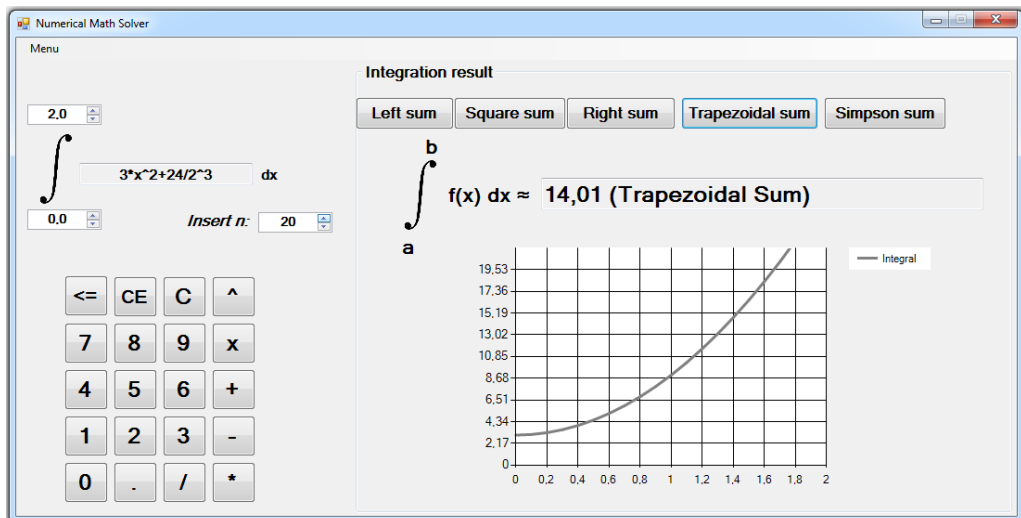 Numerical Math Solver
Menu
Integration result
2,0
Left sum
Square sum
Right sum
Trapezoidal sum
Simpson sum
b
∫
3*x^2+24/2^3
dx
∫
f(x) dx ≈
14,01 (Trapezoidal Sum)
0,0
Insert n:
20
a
Integral
19,53
17,36
15,19
13,02
10,85
8,68
6,51
4,34
2,17
0
0 0,2 0,4 0,6 0,8 1 1,2 1,4 1,6 1,8 2
<= CE C ^
7 8 9 x
4 5 6 +
1 2 3 -
0 . / *